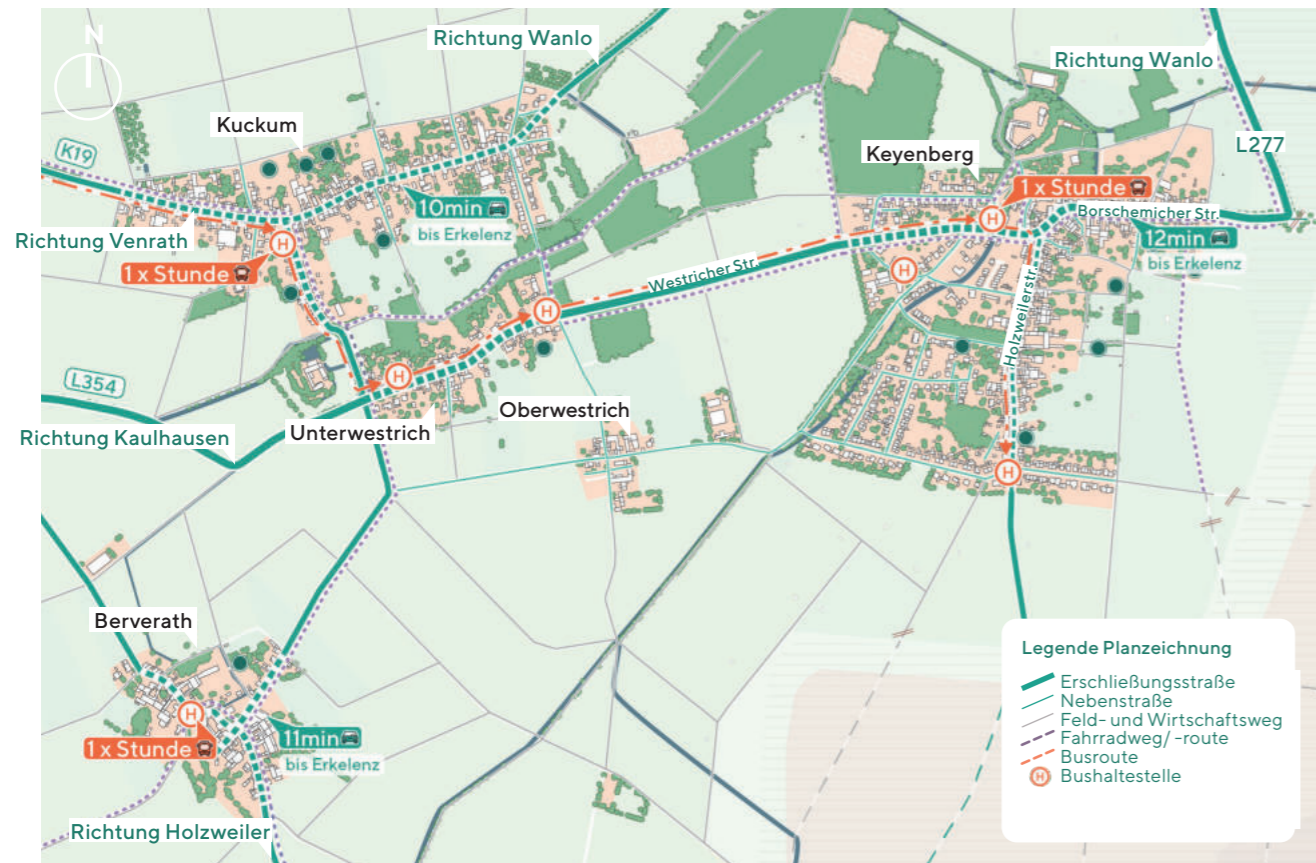 N
Richtung Wanlo
Richtung Wanlo
Kuckum
K19
Keyenberg
L277
1 x Stunde
10min
bis Erkelenz
Borschemicher Str.
Richtung Venrath
12min
bis Erkelenz
1 x Stunde
H
H
H
Westricher Str.
H
Holzweilerstr.
L354
H
Oberwestrich
Unterwestrich
Richtung Kaulhausen
H
Berverath
H
1 x Stunde
11min
bis Erkelenz
Richtung Holzweiler
Legende Planzeichnung
Erschließungsstraße
Nebenstraße
Feld- und Wirtschaftsweg
Fahrradweg/ -route
Busroute
H Bushaltestelle